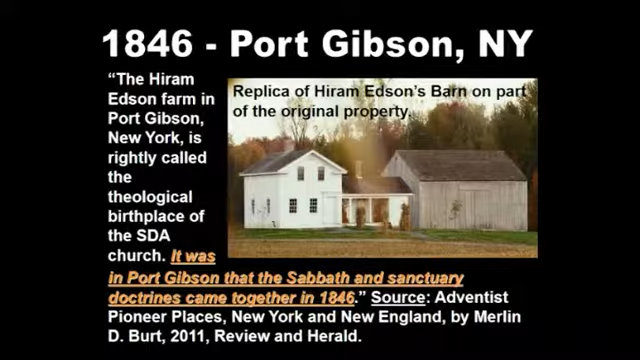 1846 - Port Gibson, NY
“The Hiram
Edson farm in
Port Gibson,
New York, is
rightly called
the
theological
birthplace of
the SDA
church. It was
in Port Gibson that the Sabbath and sanctuary
doctrines came together in 1846.” Source: Adventist
Pioneer Places, New York and New England, by Merlin
D. Burt, 2011, Review and Herald.
Replica of Hiram Edson’s Barn on part
of the original property.